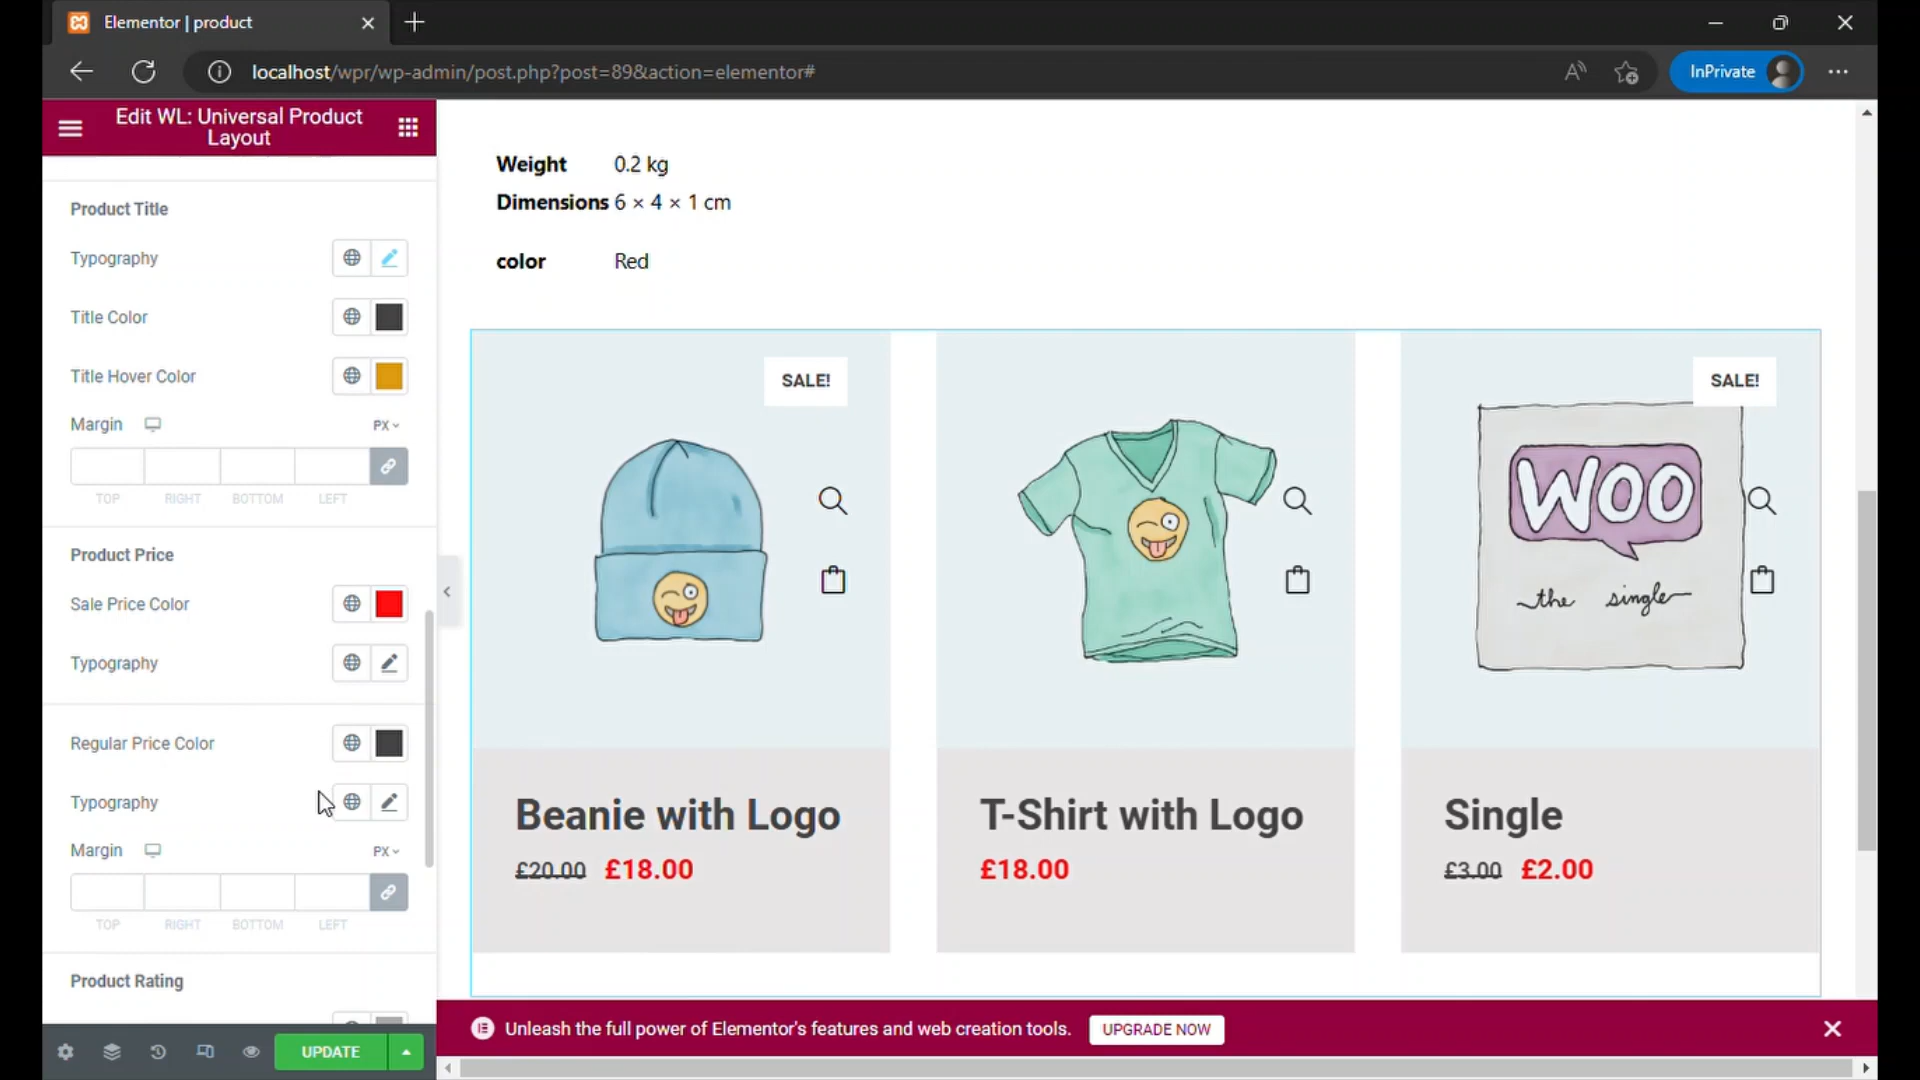 Elementor | product
localhost/wpr/wp-admin/post.php?post=89&action=elementor#
InPrivate
Edit WL: Universal Product
Layout
Product Title
Typography
Title Color
Title Hover Color
Margin PX
TOP RIGHT BOTTOM LEFT
Product Price
Sale Price Color
Typography
Regular Price Color
Typography
Margin PX
TOP RIGHT BOTTOM LEFT
Product Rating
UPDATE
Weight 0.2 kg
Dimensions 6 × 4 × 1 cm
color Red
SALE!
SALE!
WOO
the single
Beanie with Logo
£20.00 £18.00
T-Shirt with Logo
£18.00
Single
£3.00 £2.00
Unleash the full power of Elementor's features and web creation tools. UPGRADE NOW